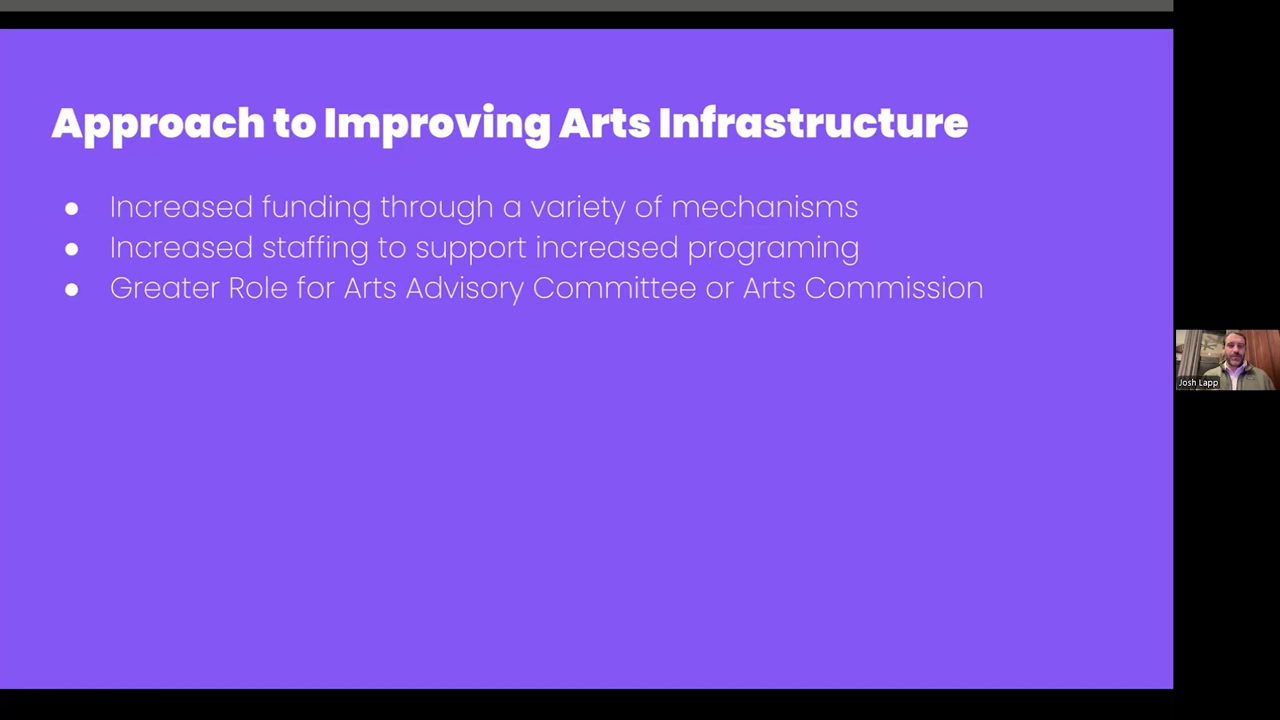 Approach to Improving Arts Infrastructure
● Increased funding through a variety of mechanisms
● Increased staffing to support increased programing
● Greater Role for Arts Advisory Committee or Arts Commission
Josh Lapp